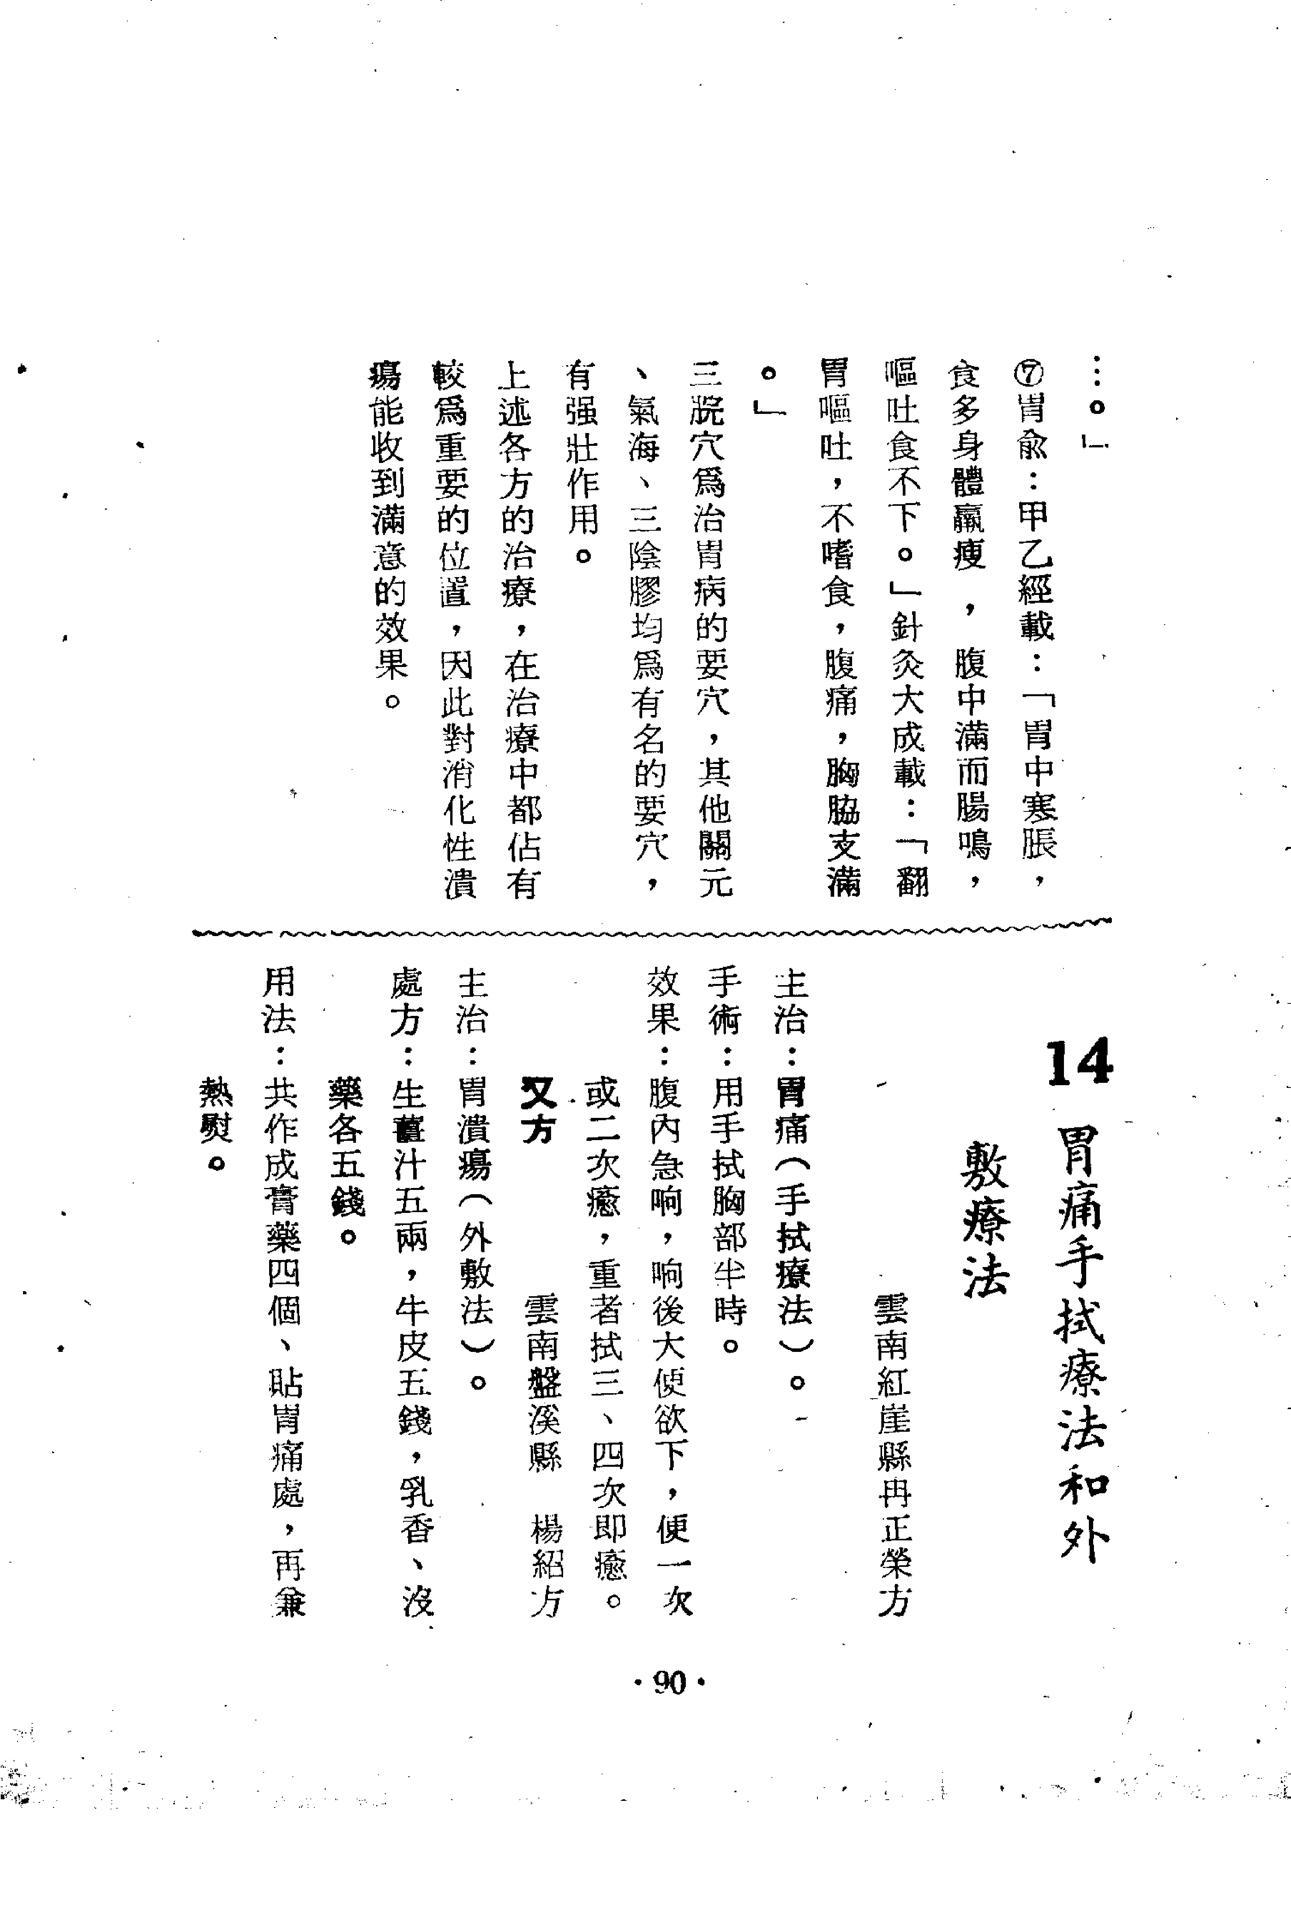 …。」
⑦胃兪：甲乙經載：「胃中寒脹，
食多身體羸瘦，腹中滿而腸鳴，
嘔吐食不下。」針灸大成載：「翻
胃嘔吐，不嗜食，腹痛，胸脇支滿
。」
三脘穴爲治胃病的要穴，其他關元
、氣海、三陰膠均爲有名的要穴，
有强壯作用。
上述各方的治療，在治療中都佔有
較爲重要的位置，因此對消化性潰
瘍能收到滿意的效果。
14 胃痛手拭療法和外
敷療法
雲南紅崖縣冉正榮方
主治：胃痛（手拭療法）。
手術：用手拭胸部半時。
效果：腹內急响，响後大便欲下，便一次
或二次癒，重者拭三、四次即癒。
又方　雲南盤溪縣　楊紹方
主治：胃潰瘍（外敷法）。
處方：生薑汁五兩，牛皮五錢，乳香、沒
藥各五錢。
用法：共作成膏藥四個、貼胃痛處，再兼
熱熨。
·90·